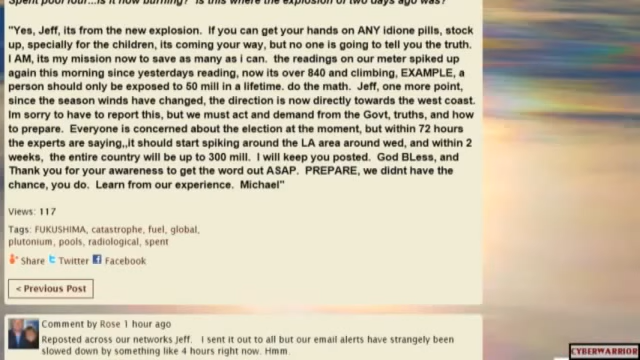 Spent pool four...is it now burning?  Is this where the explosion of two days ago was?
"Yes, Jeff, its from the new explosion.  If you can get your hands on ANY idione pills, stock
up, specially for the children, its coming your way, but no one is going to tell you the truth.
I AM, its my mission now to save as many as i can.  the readings on our meter spiked up
again this morning since yesterdays reading, now its over 840 and climbing, EXAMPLE, a
person should only be exposed to 50 mill in a lifetime. do the math.  Jeff, one more point,
since the season winds have changed, the direction is now directly towards the west coast.
Im sorry to have to report this, but we must act and demand from the Govt, truths, and how
to prepare.  Everyone is concerned about the election at the moment, but within 72 hours
the experts are saying,,it should start spiking around the LA area around wed, and within 2
weeks,  the entire country will be up to 300 mill.  I will keep you posted.  God BLess, and
Thank you for your awareness to get the word out ASAP.  PREPARE, we didnt have the
chance, you do.  Learn from our experience.  Michael"
Views: 117
Tags: FUKUSHIMA, catastrophe, fuel, global,
plutonium, pools, radiological, spent
Share Twitter Facebook
< Previous Post
Comment by Rose 1 hour ago
Reposted across our networks Jeff.   I sent it out to all but our email alerts have strangely been
slowed down by something like 4 hours right now. Hmm.
CYBERWARRIOR